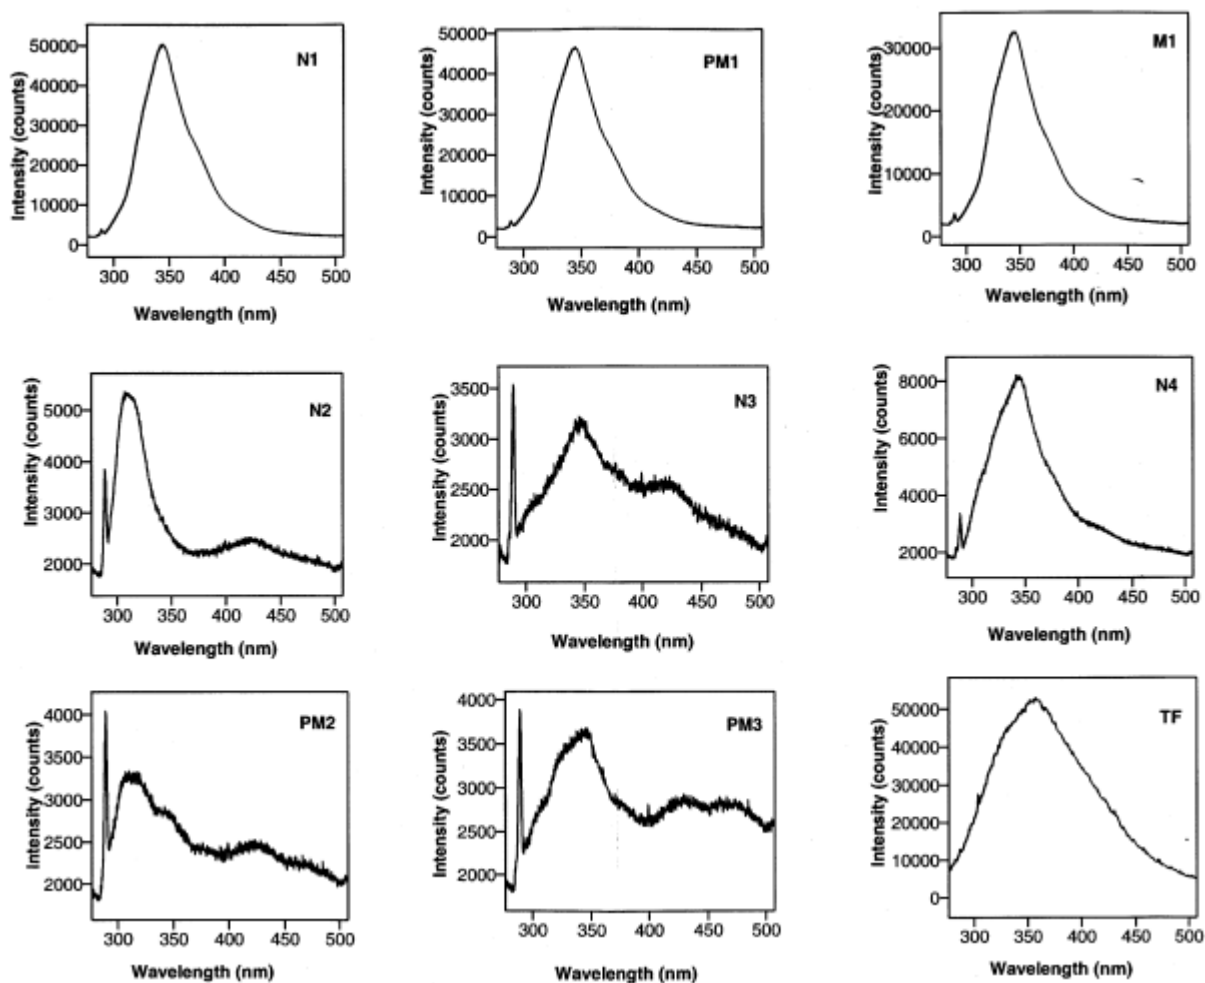 N1
Intensity (counts)
50000
40000
30000
20000
10000
0
300 350 400 450 500
Wavelength (nm)
PM1
Intensity (counts)
50000
40000
30000
20000
10000
0
300 350 400 450 500
Wavelength (nm)
M1
Intensity (counts)
30000
20000
10000
0
300 350 400 450 500
Wavelength (nm)
N2
Intensity (counts)
5000
4000
3000
2000
300 350 400 450 500
Wavelength (nm)
N3
Intensity (counts)
3500
3000
2500
2000
300 350 400 450 500
Wavelength (nm)
N4
Intensity (counts)
8000
6000
4000
2000
300 350 400 450 500
Wavelength (nm)
PM2
Intensity (counts)
4000
3500
3000
2500
2000
300 350 400 450 500
Wavelength (nm)
PM3
Intensity (counts)
4000
3500
3000
2500
2000
300 350 400 450 500
Wavelength (nm)
TF
Intensity (counts)
50000
40000
30000
20000
10000
0
300 350 400 450 500
Wavelength (nm)